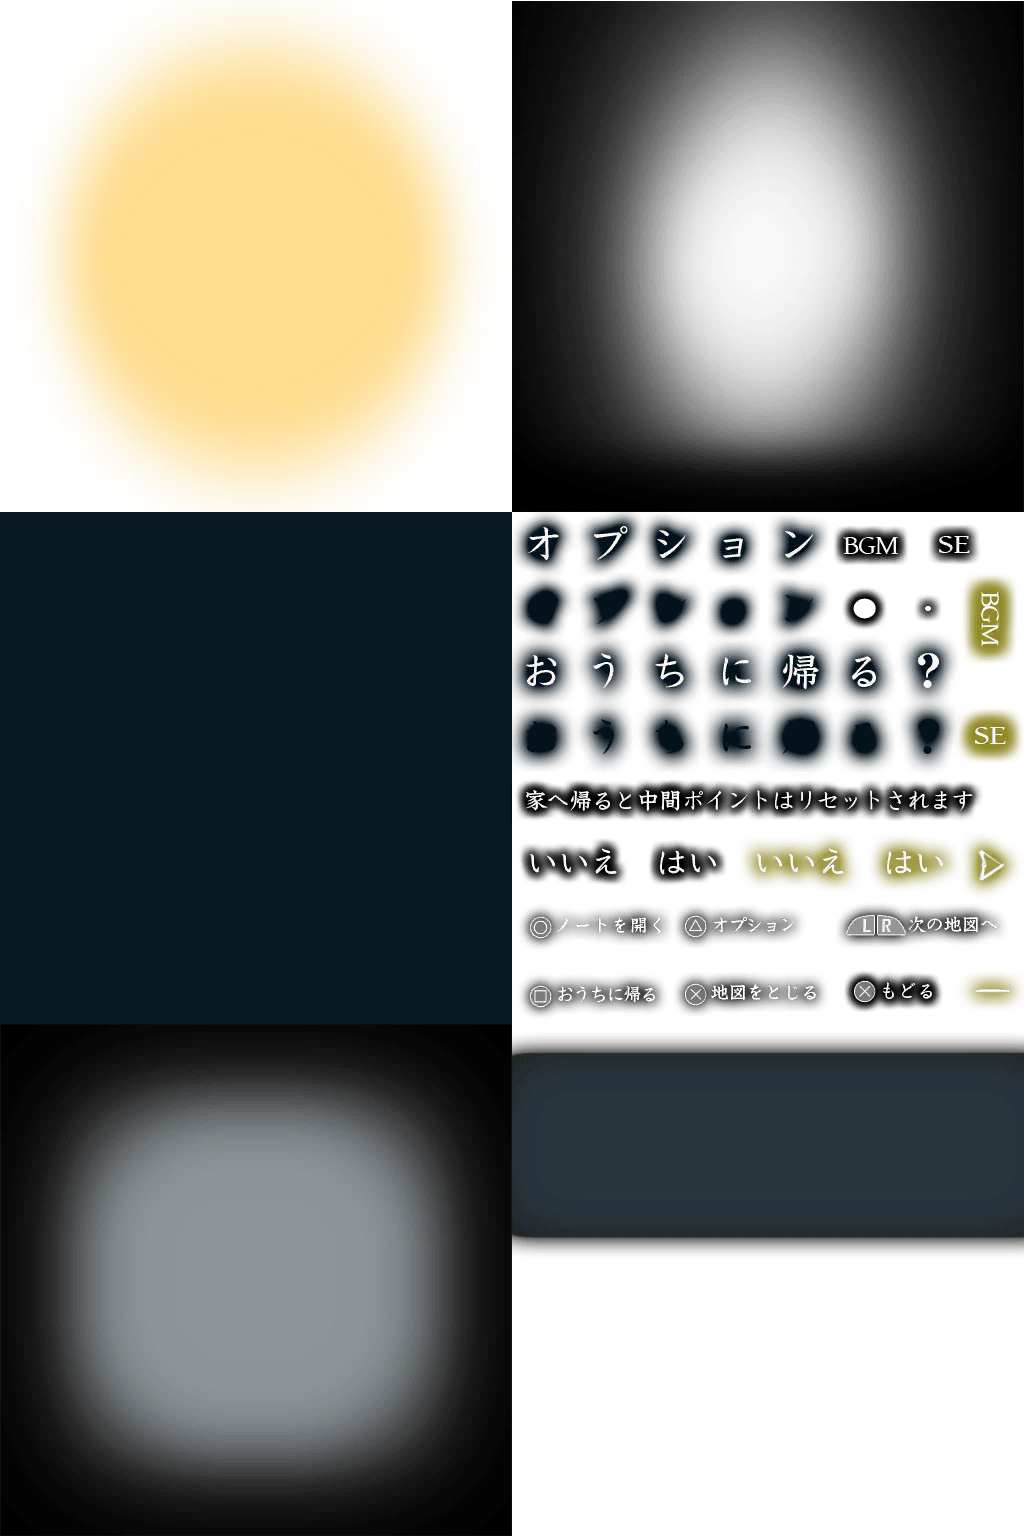 オプション BGM SE
BGM
おうちに帰る?
SE
家へ帰ると中間ポイントはリセットされます
いいえ はい いいえ はい
ノートを開く オプション L R 次の地図へ
おうちに帰る 地図をとじる もどる